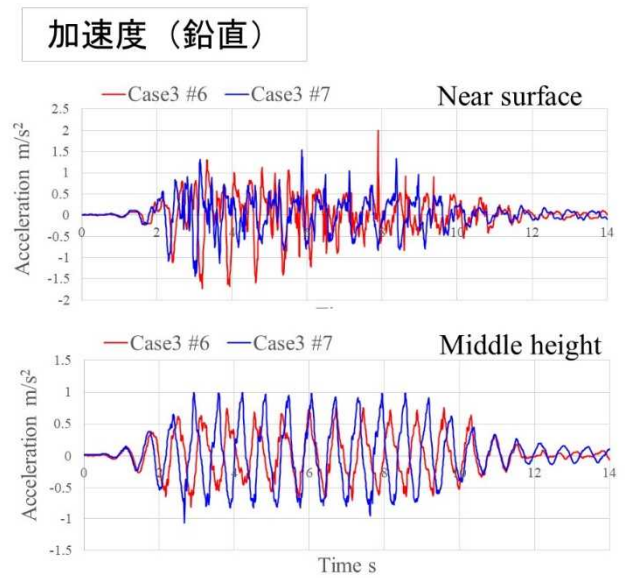 加速度（鉛直）
Case3 #6 Case3 #7 Near surface
Acceleration m/s²
2.5
2
1.5
1
0.5
0
-0.5
-1
-1.5
-2
0 2 4 6 8 10 12 14
Case3 #6 Case3 #7 Middle height
Acceleration m/s²
1.5
1
0.5
0
-0.5
-1
-1.5
0 2 4 6 8 10 12 14
Time s